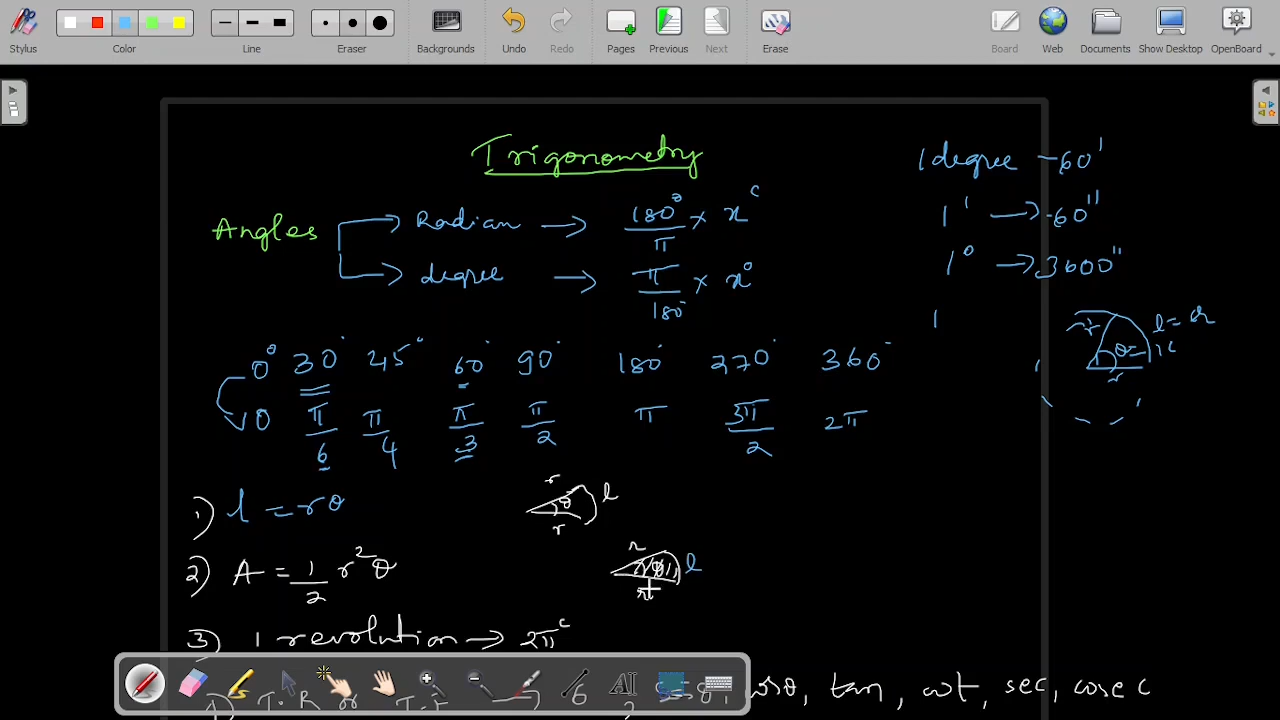 Stylus Color Line Eraser Backgrounds Undo Redo Pages Previous Next Erase Board Web Documents Show Desktop OpenBoard
Trigonometry
1 degree → 60'
1' → 60''
1° → 3600''
1
Angles
Radian → 180°/π × x^c
degree → π/180° × x°
0° 30° 45° 60° 90° 180° 270° 360°
0 π/6 π/4 π/3 π/2 π 3π/2 2π
r l = r
θ = 1c
r
1) l = rθ
r θ l
r
2) A = 1/2 r²θ
r l
3) 1 revolution → 2π^c
T. R or
, tan, cot, sec, cosec